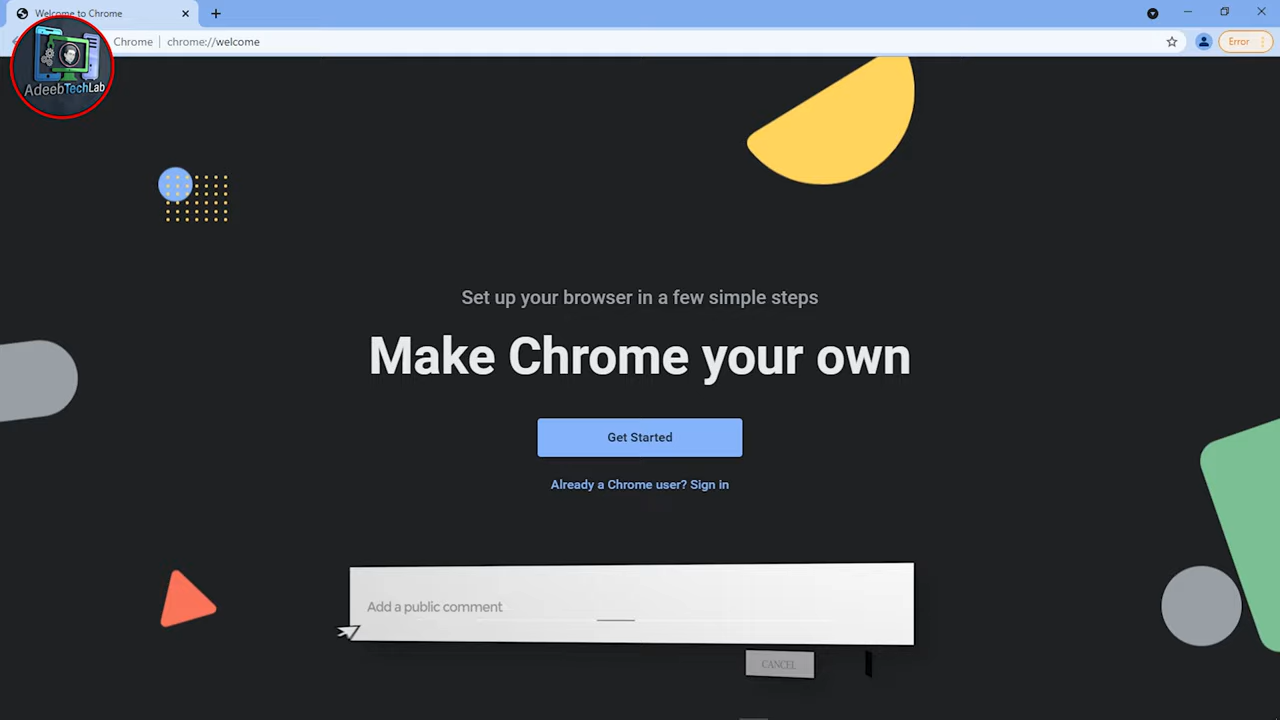 Welcome to Chrome
Chrome
chrome://welcome
Error
AdeebTechLab
Set up your browser in a few simple steps
Make Chrome your own
Get Started
Already a Chrome user? Sign in
Add a public comment
CANCEL